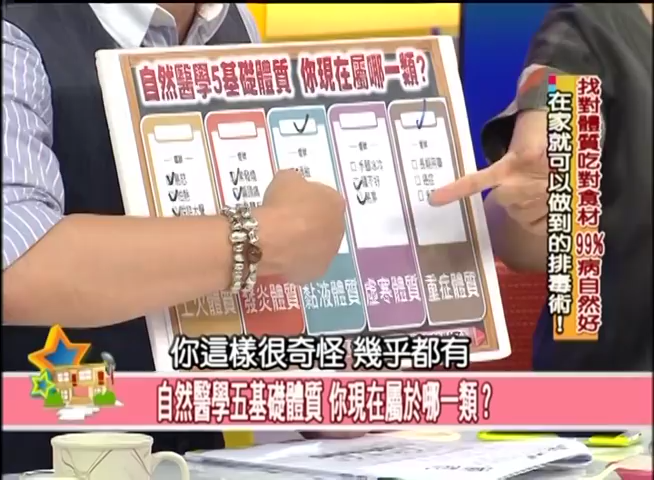 自然醫學5基礎體質 你現在屬哪一類?
上火體質
發炎體質
黏液體質
虛寒體質
重症體質
找對體質吃對食材 99%病自然好
在家就可以做到的排毒術!
你這樣很奇怪 幾乎都有
自然醫學五基礎體質 你現在屬於哪一類?